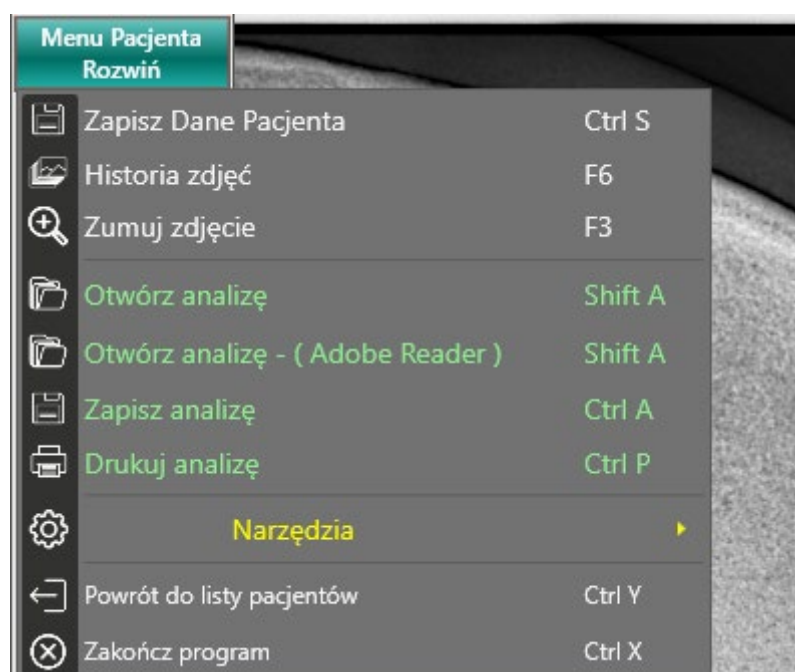 Menu Pacjenta
Rozwiń
Zapisz Dane Pacjenta Ctrl S
Historia zdjęć F6
Zumuj zdjęcie F3
Otwórz analizę Shift A
Otwórz analizę - ( Adobe Reader ) Shift A
Zapisz analizę Ctrl A
Drukuj analizę Ctrl P
Narzędzia
Powrót do listy pacjentów Ctrl Y
Zakończ program Ctrl X